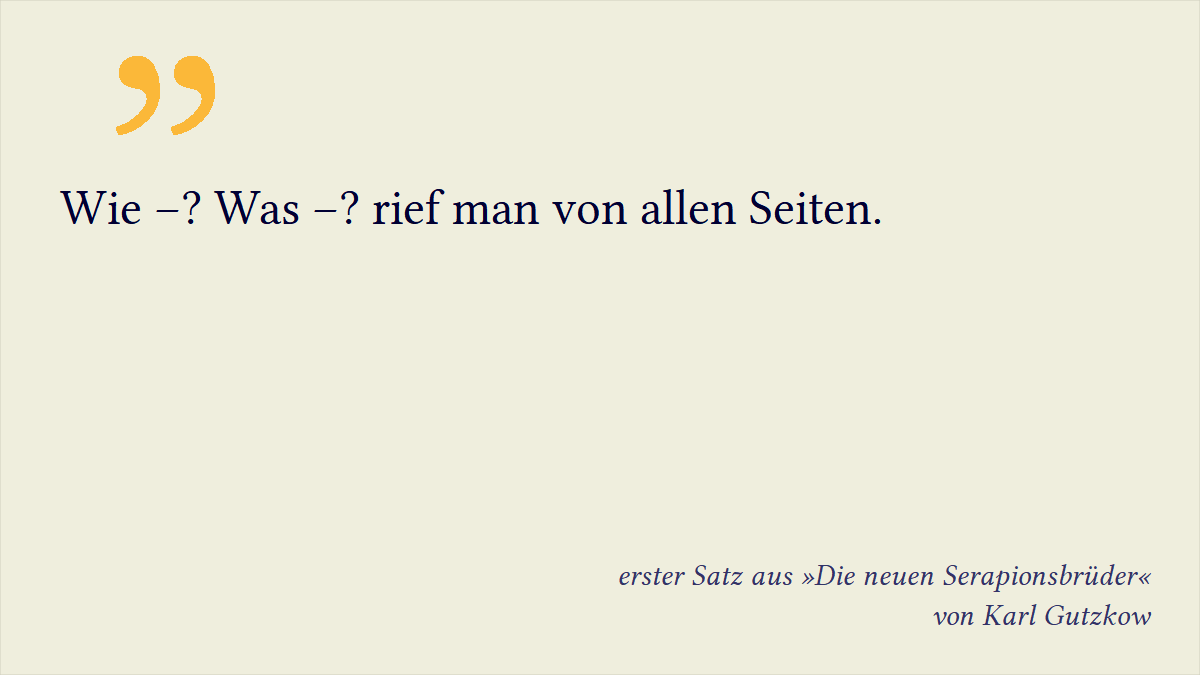 ”
Wie –? Was –? rief man von allen Seiten.
erster Satz aus »Die neuen Serapionsbrüder«
von Karl Gutzkow